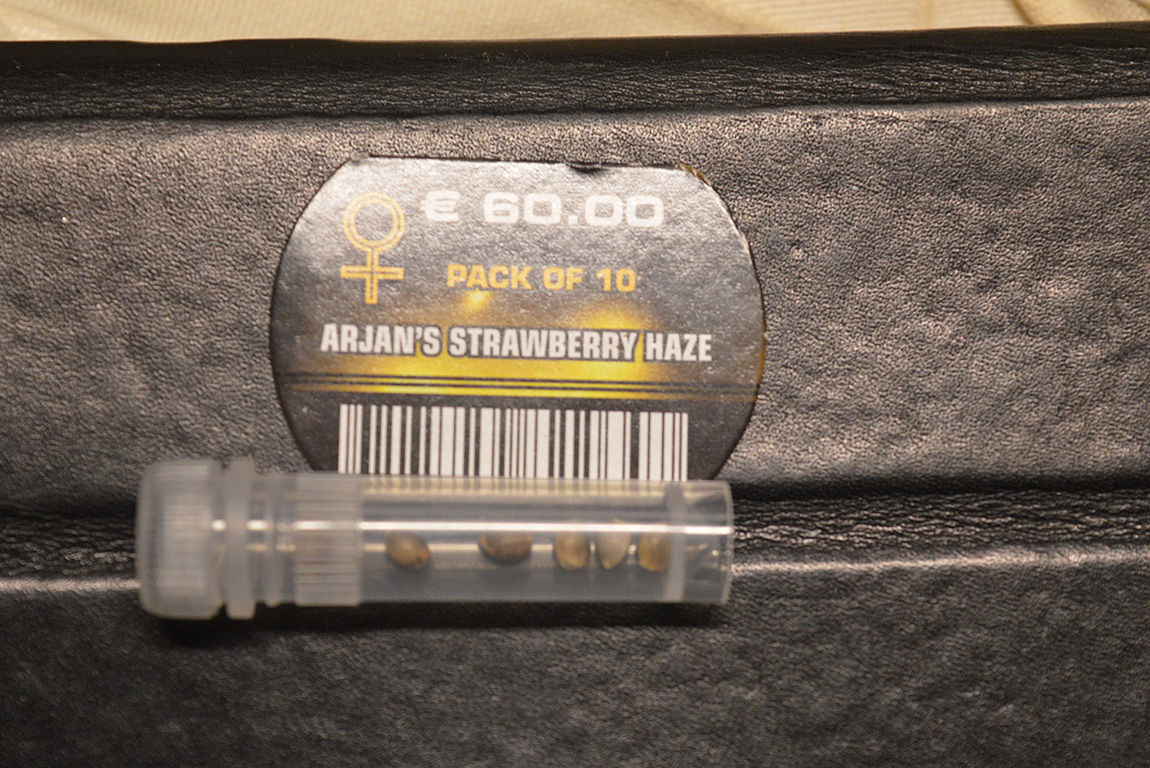 € 60.00
PACK OF 10
ARJAN'S STRAWBERRY HAZE